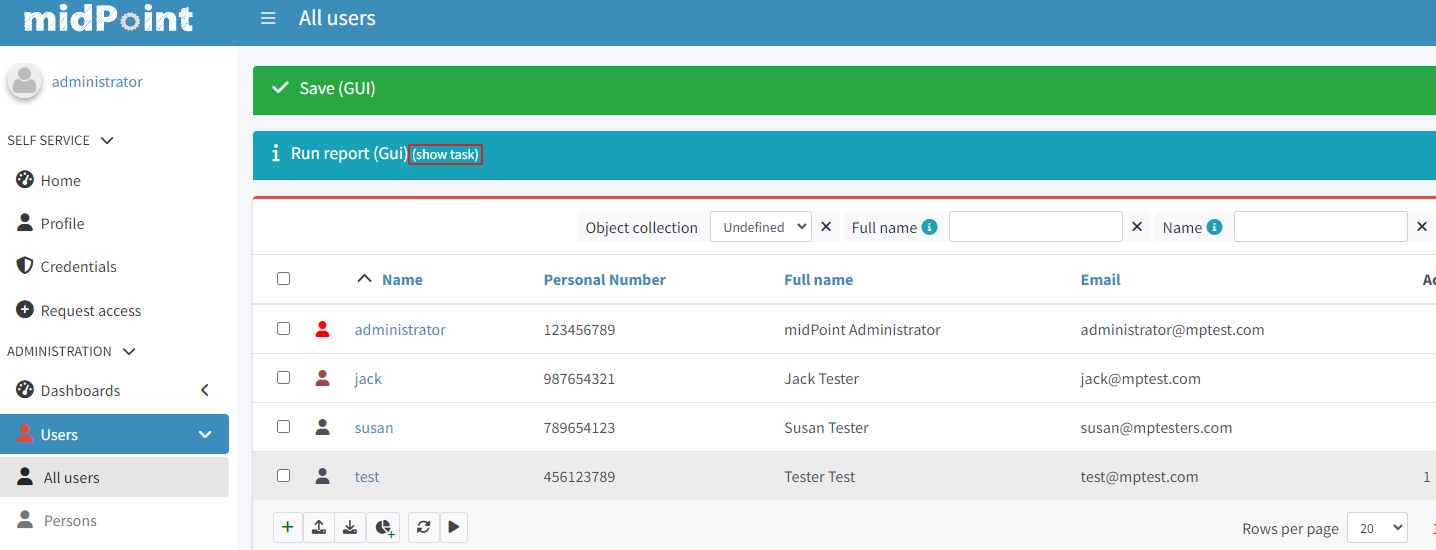 midPoint
All users
administrator
Save (GUI)
SELF SERVICE
Run report (Gui) (show task)
Home
Profile
Credentials
Request access
ADMINISTRATION
Dashboards
Users
All users
Persons
Object collection Undefined Full name Name
Name Personal Number Full name Email
administrator 123456789 midPoint Administrator administrator@mptest.com
jack 987654321 Jack Tester jack@mptest.com
susan 789654123 Susan Tester susan@mptesters.com
test 456123789 Tester Test test@mptest.com 1
Rows per page 20